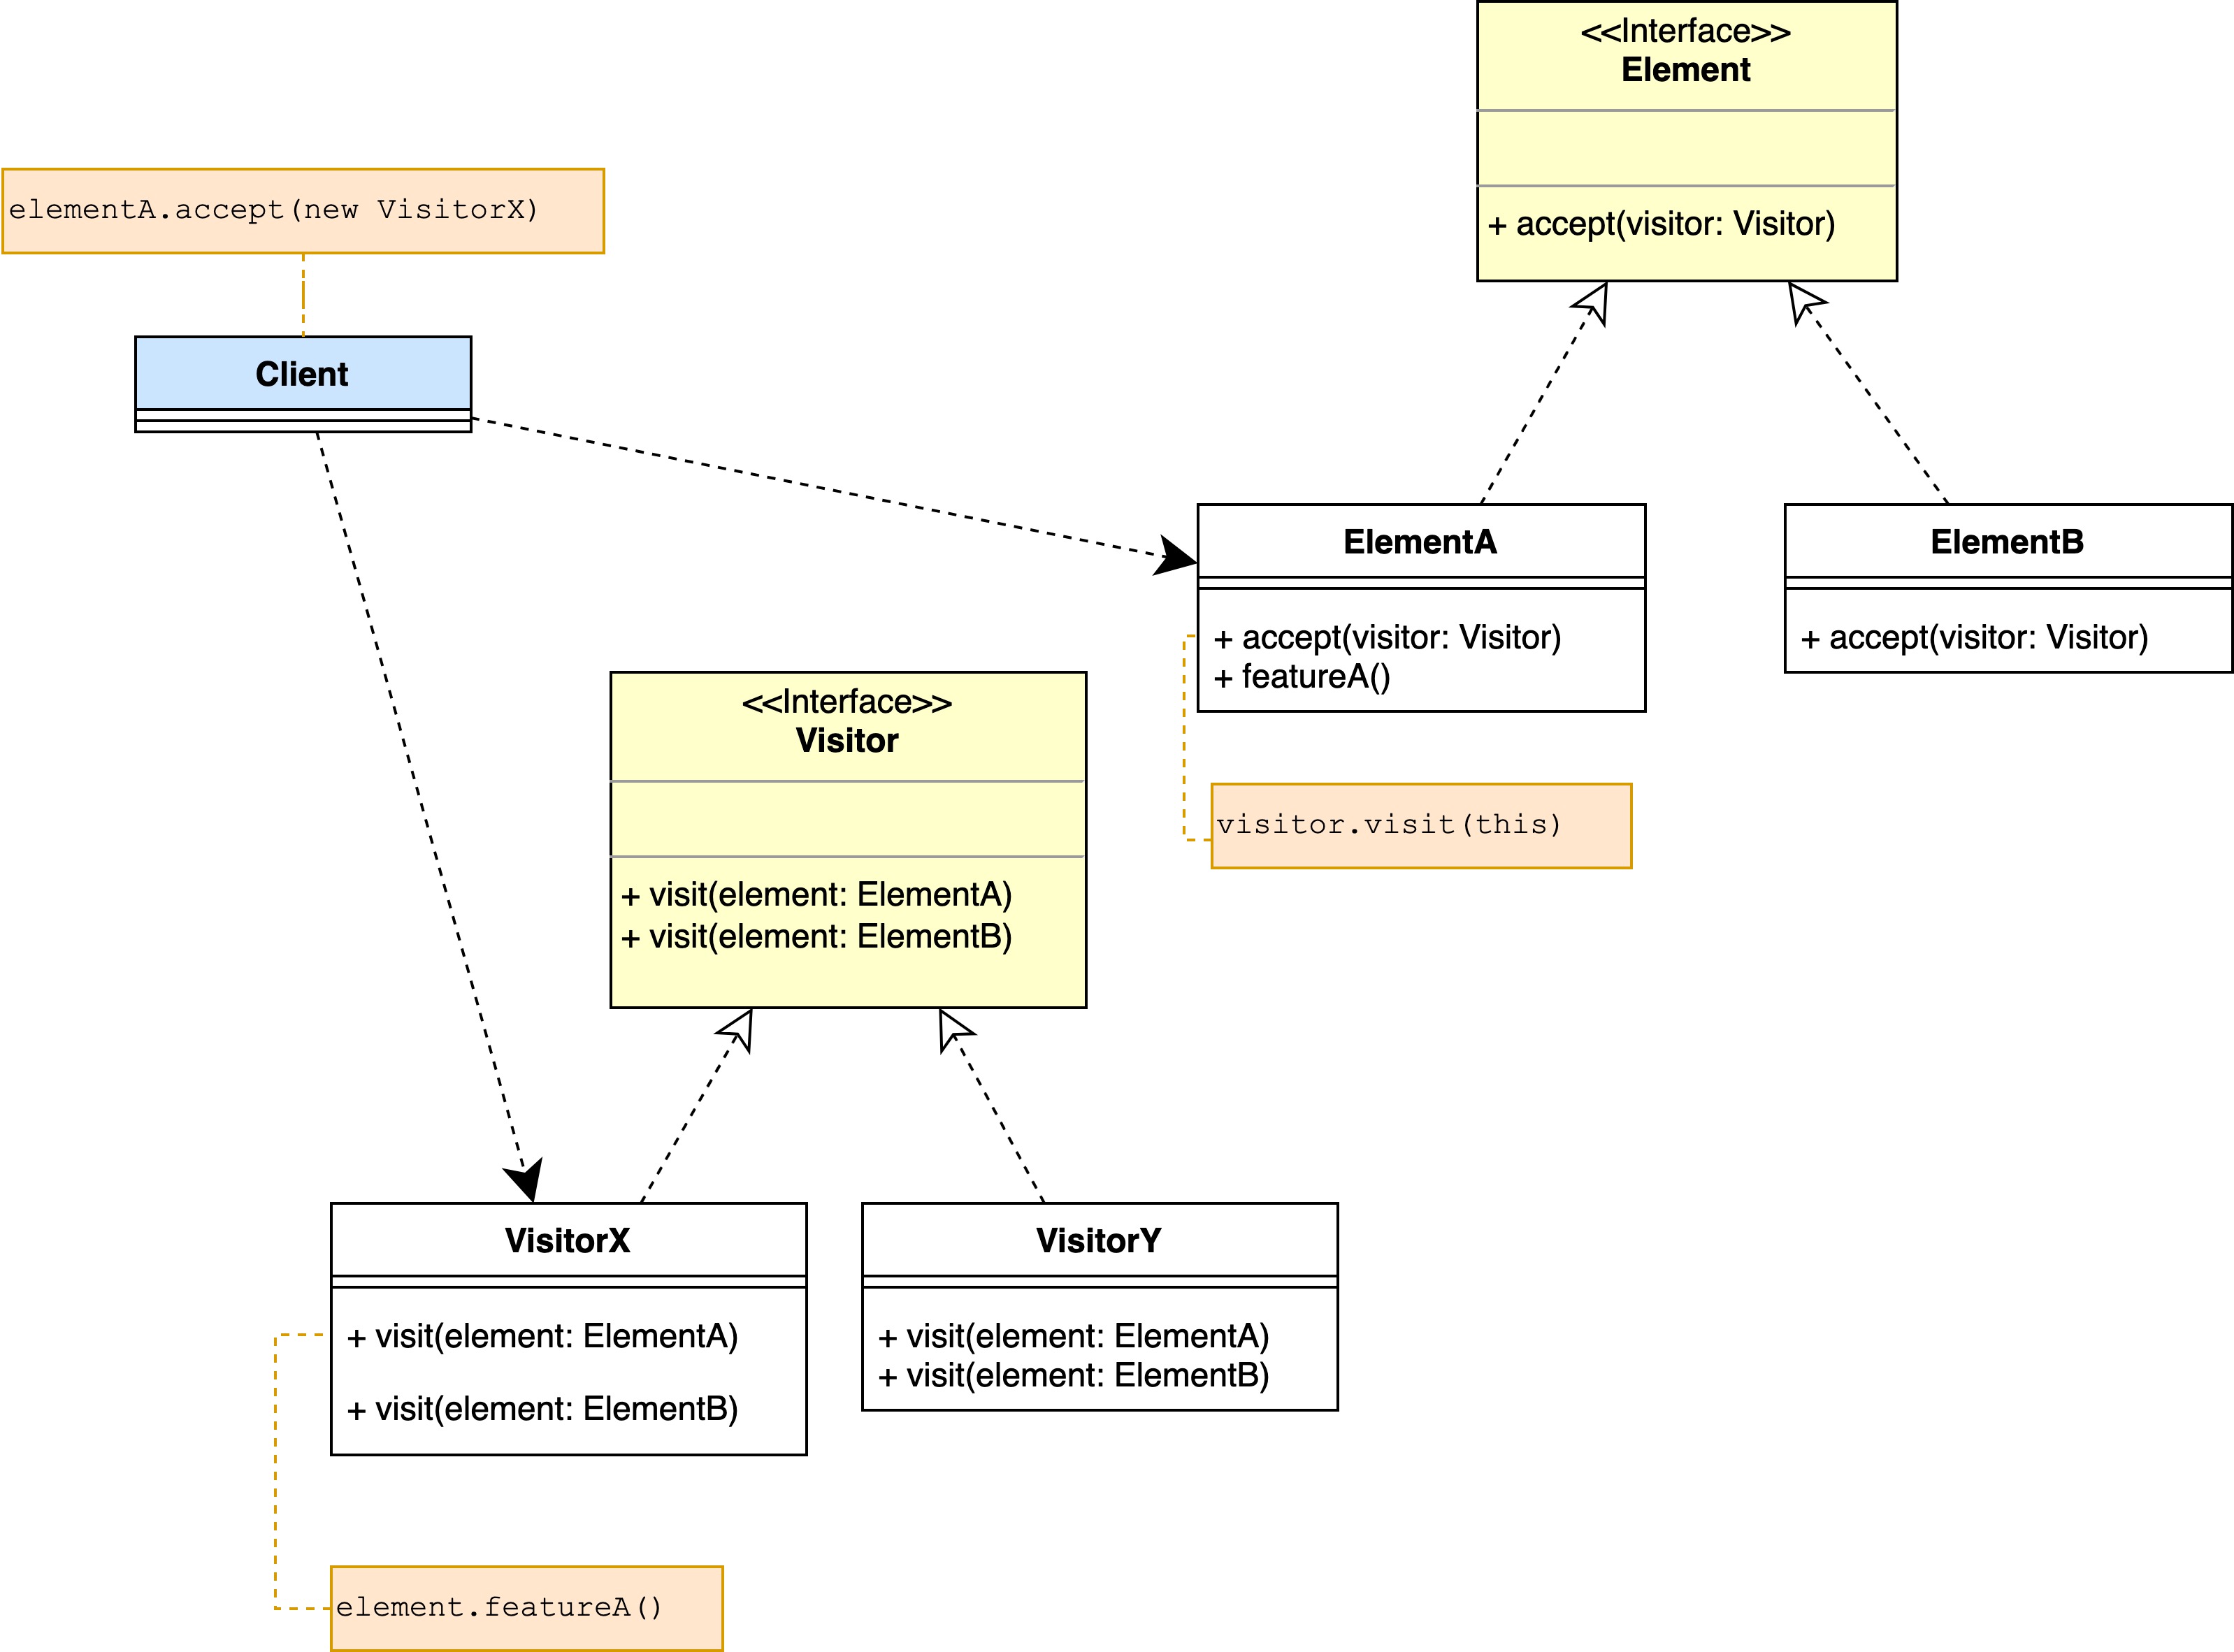 <<Interface>>
Element
+ accept(visitor: Visitor)
elementA.accept(new VisitorX)
Client
ElementA
+ accept(visitor: Visitor)
+ featureA()
ElementB
+ accept(visitor: Visitor)
visitor.visit(this)
<<Interface>>
Visitor
+ visit(element: ElementA)
+ visit(element: ElementB)
VisitorX
+ visit(element: ElementA)
+ visit(element: ElementB)
VisitorY
+ visit(element: ElementA)
+ visit(element: ElementB)
element.featureA()